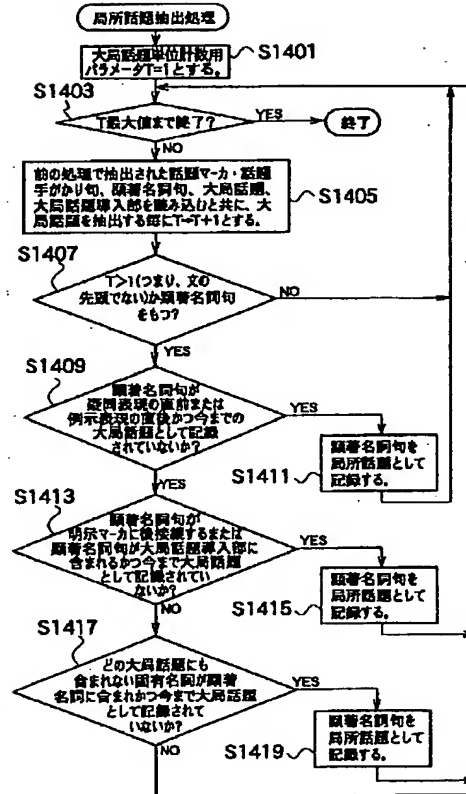 局所話題抽出処理
S1401
大局話題単位計数用
パラメータT=1とする。
S1403
T最大値まで終了?
YES
終了
NO
前の処理で抽出された話題マーカ・話題
手がかり句、顕著名詞句、大局話題、
大局話題導入部を読み込むと共に、大
局話題を抽出する毎にT←T+1とする。
S1405
S1407
T>1(つまり、文の
先頭でない)か顕著名詞句
をもつ?
NO
YES
S1409
顕著名詞句が
疑問表現の直前または
例示表現の直後かつ今までの
大局話題として記録
されていないか?
YES
顕著名詞句を
局所話題として
記録する。
S1411
YES
S1413
顕著名詞句が
明示マーカに後接続するまたは
顕著名詞句が大局話題導入部に
含まれるかつ今まで大局話題
として記録されてい
ないか?
YES
顕著名詞句を
局所話題として
記録する。
S1415
NO
S1417
どの大局話題にも
含まれない固有名詞が顕著
名詞に含まれかつ今まで大局話題
として記録されて
いないか?
YES
顕著名詞句を
局所話題として
記録する。
S1419
NO